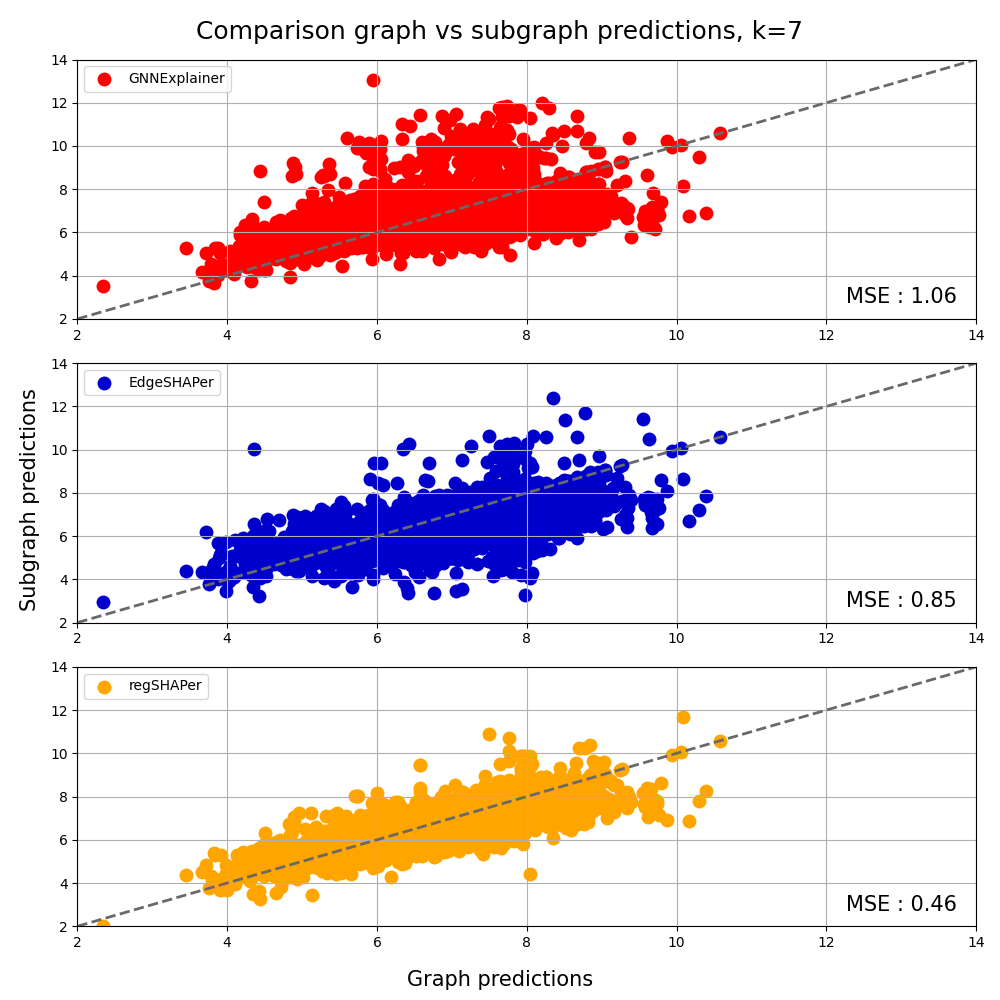 Comparison graph vs subgraph predictions, k=7
14
GNNExplainer
12
10
8
6
4
MSE : 1.06
2
2 4 6 8 10 12 14
14
EdgeSHAPer
12
10
8
6
4
MSE : 0.85
2
2 4 6 8 10 12 14
Subgraph predictions
14
regSHAPer
12
10
8
6
4
MSE : 0.46
2
2 4 6 8 10 12 14
Graph predictions